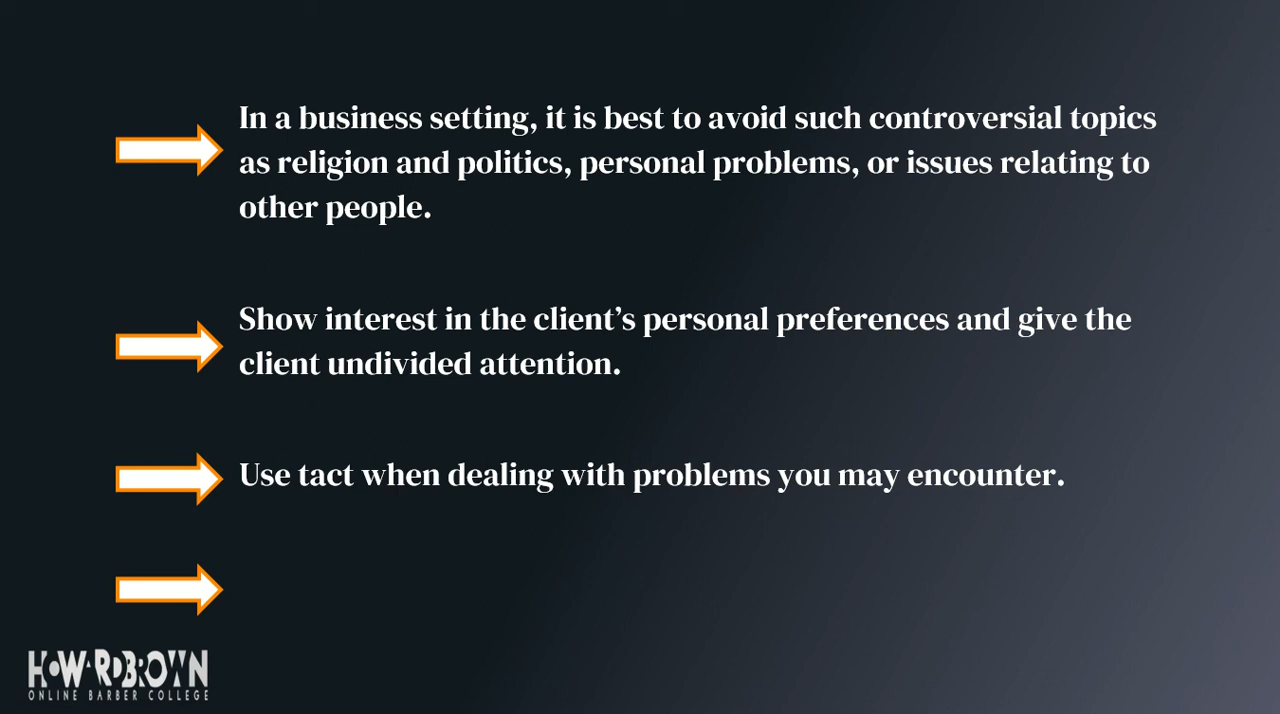 In a business setting, it is best to avoid such controversial topics
as religion and politics, personal problems, or issues relating to
other people.
Show interest in the client's personal preferences and give the
client undivided attention.
Use tact when dealing with problems you may encounter.
HOWARD BROWN
ONLINE BARBER COLLEGE